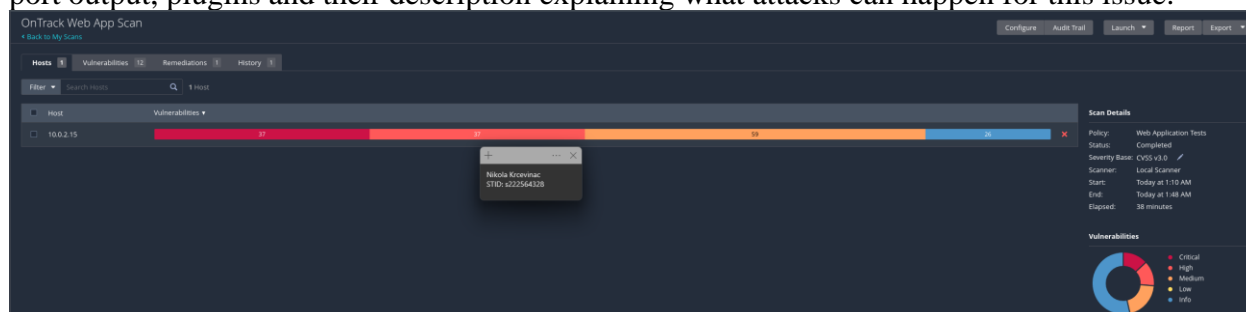 port output, plugins and their description explaining what attacks can happen for this issue.
OnTrack Web App Scan
Back to My Scans
Configure Audit Trail Launch Report Export
Hosts 1 Vulnerabilities 12 Remediations 1 History 1
Filter Search Hosts 1 Host
Host Vulnerabilities
10.0.2.15 37 37 59 26
Nikola Krcevinac
STID: s222564328
Scan Details
Policy: Web Application Tests
Status: Completed
Severity Base: CVSS v3.0
Scanner: Local Scanner
Start: Today at 1:10 AM
End: Today at 1:48 AM
Elapsed: 38 minutes
Vulnerabilities
Critical
High
Medium
Low
Info